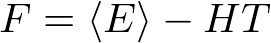 F = ⟨E⟩ − HT